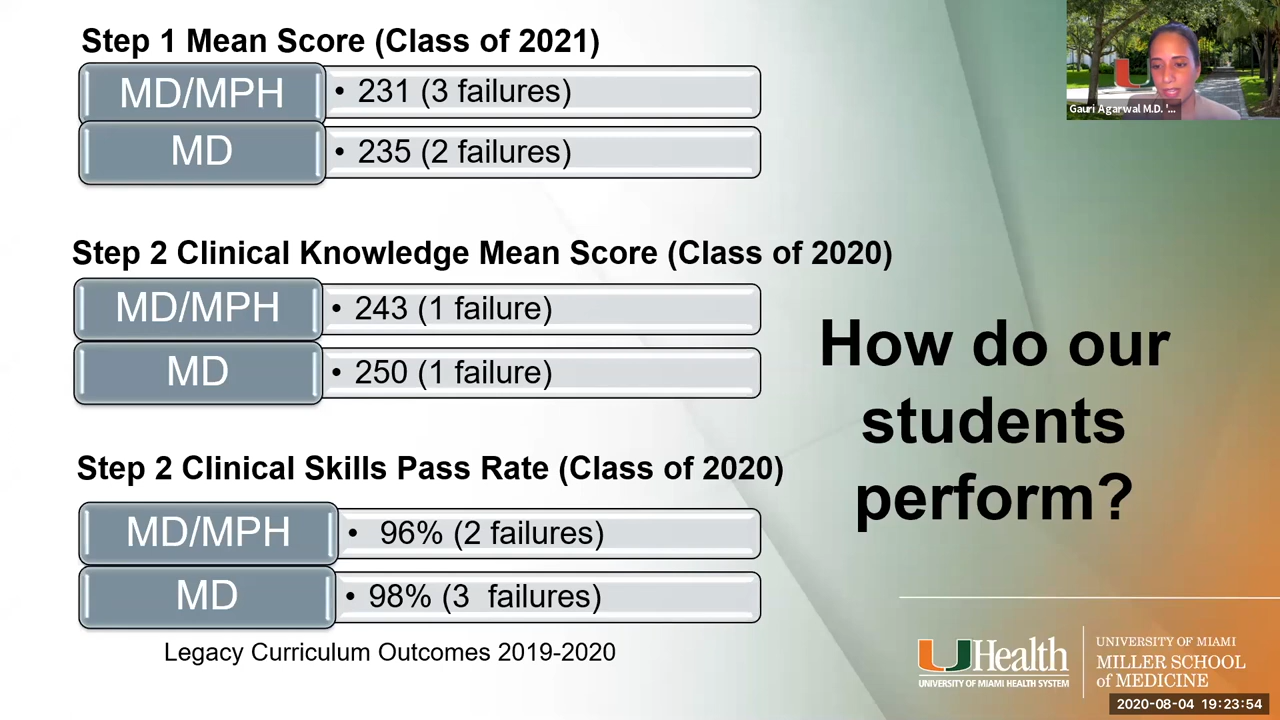 Step 1 Mean Score (Class of 2021)
MD/MPH
• 231 (3 failures)
MD
• 235 (2 failures)
Step 2 Clinical Knowledge Mean Score (Class of 2020)
MD/MPH
• 243 (1 failure)
MD
• 250 (1 failure)
Step 2 Clinical Skills Pass Rate (Class of 2020)
MD/MPH
• 96% (2 failures)
MD
• 98% (3 failures)
Legacy Curriculum Outcomes 2019-2020
How do our
students
perform?
Gauri Agarwal M.D. '...
UHealth
UNIVERSITY OF MIAMI HEALTH SYSTEM
UNIVERSITY OF MIAMI
MILLER SCHOOL
of MEDICINE
2020-08-04 19:23:54